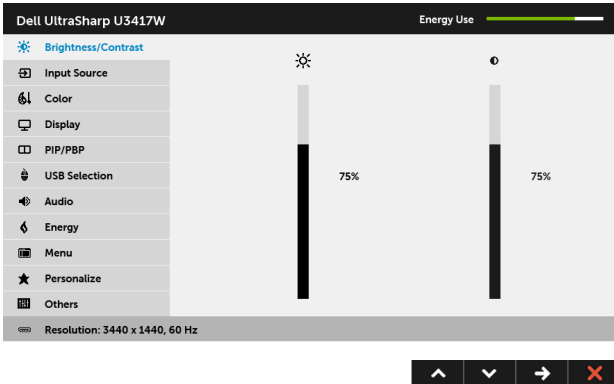 Dell UltraSharp U3417W
Energy Use
Brightness/Contrast
Input Source
Color
Display
PIP/PBP
USB Selection
75%
75%
Audio
Energy
Menu
Personalize
Others
Resolution: 3440 x 1440, 60 Hz